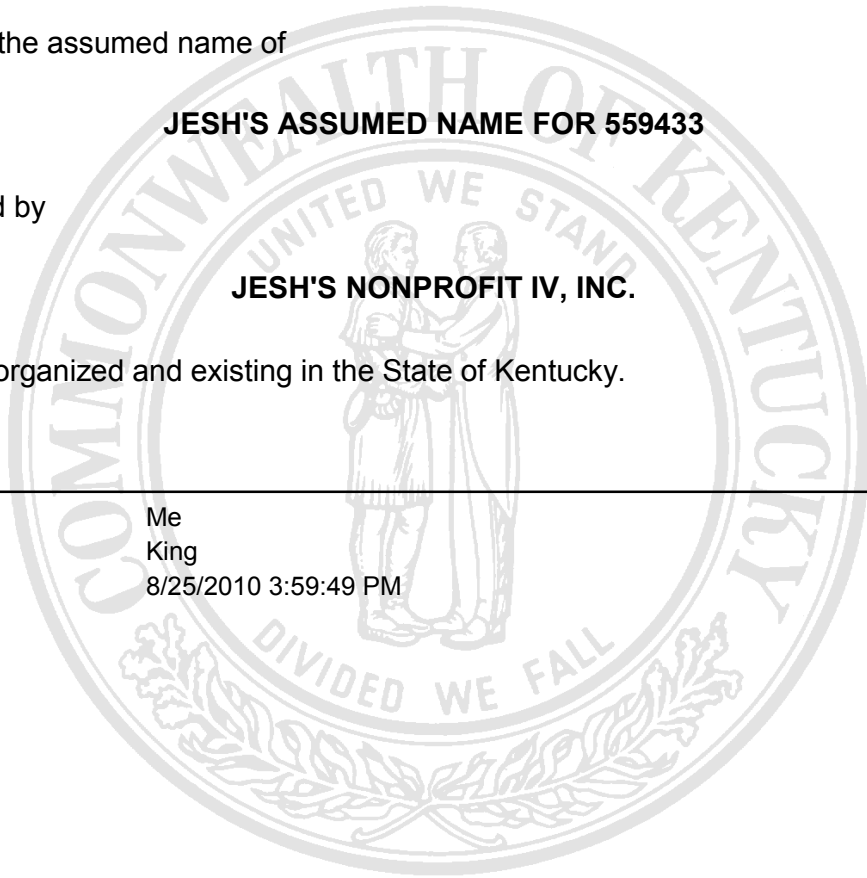 the assumed name of
JESH'S ASSUMED NAME FOR 559433
d by
JESH'S NONPROFIT IV, INC.
organized and existing in the State of Kentucky.
Me
King
8/25/2010 3:59:49 PM
COMMONWEALTH OF KENTUCKY
UNITED WE STAND
DIVIDED WE FALL